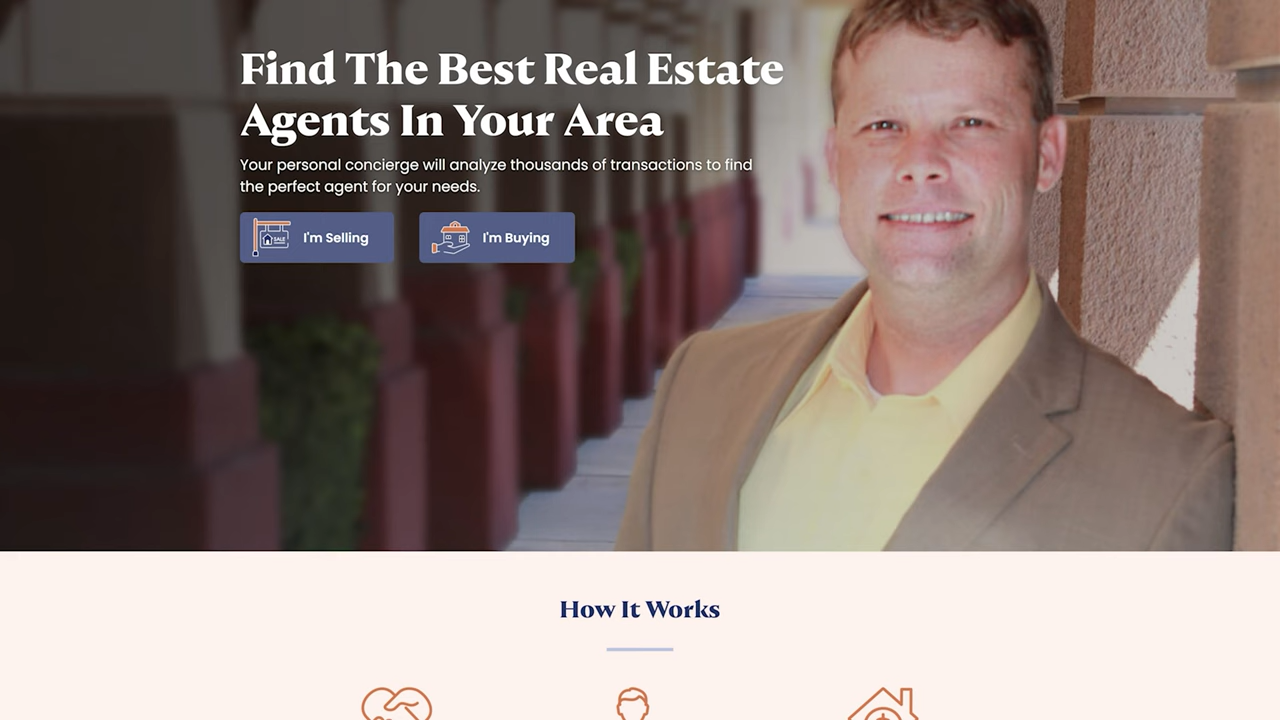 Find The Best Real Estate
Agents In Your Area
Your personal concierge will analyze thousands of transactions to find
the perfect agent for your needs.
SALE
I'm Selling
I'm Buying
How It Works